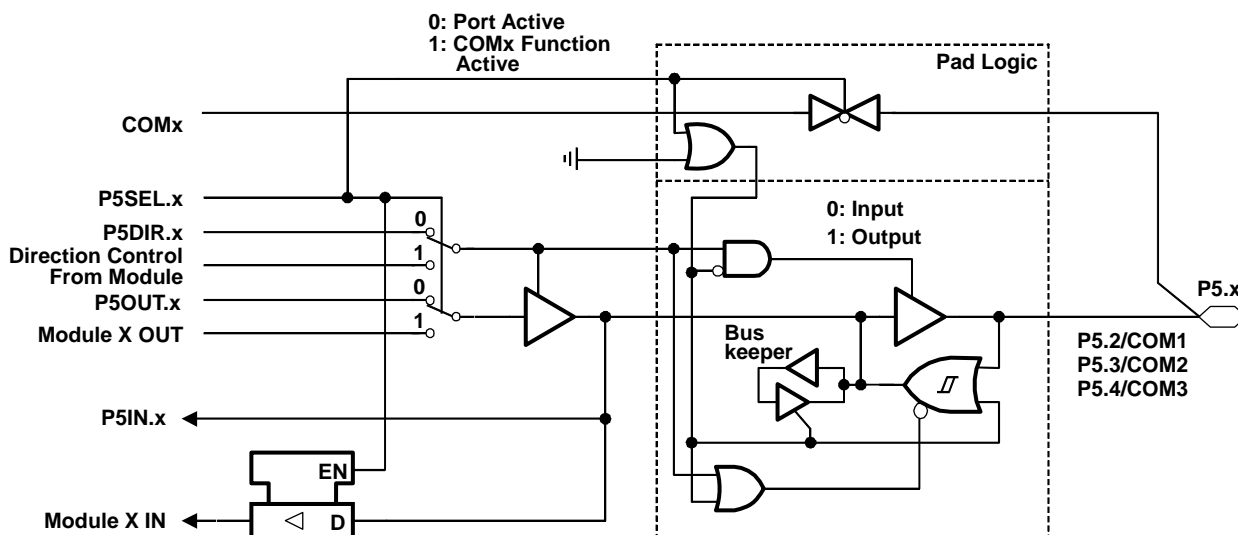 0: Port Active
1: COMx Function
Active
Pad Logic
COMx
P5SEL.x
0
P5DIR.x
Direction Control
From Module
1
P5OUT.x
0
Module X OUT
1
0: Input
1: Output
P5.x
Bus
keeper
P5.2/COM1
P5.3/COM2
P5.4/COM3
P5IN.x
EN
Module X IN
D